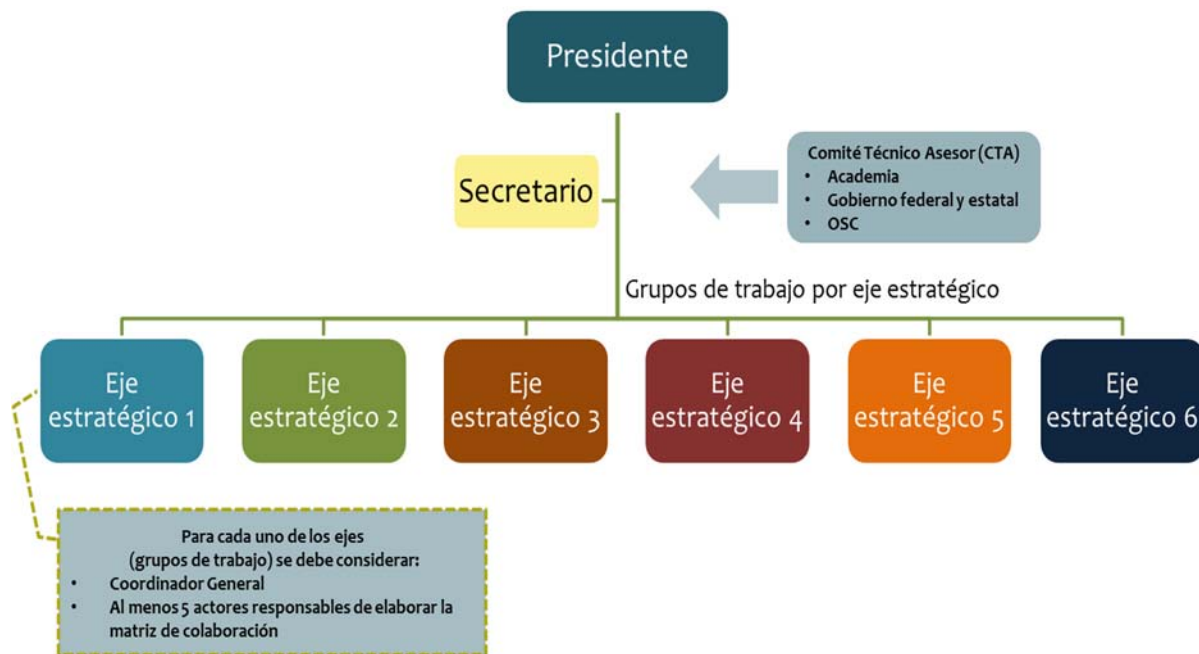 Presidente
Secretario
Comité Técnico Asesor (CTA)
• Academia
• Gobierno federal y estatal
• OSC
Grupos de trabajo por eje estratégico
Eje
estratégico 1
Eje
estratégico 2
Eje
estratégico 3
Eje
estratégico 4
Eje
estratégico 5
Eje
estratégico 6
Para cada uno de los ejes
(grupos de trabajo) se debe considerar:
• Coordinador General
• Al menos 5 actores responsables de elaborar la
matriz de colaboración